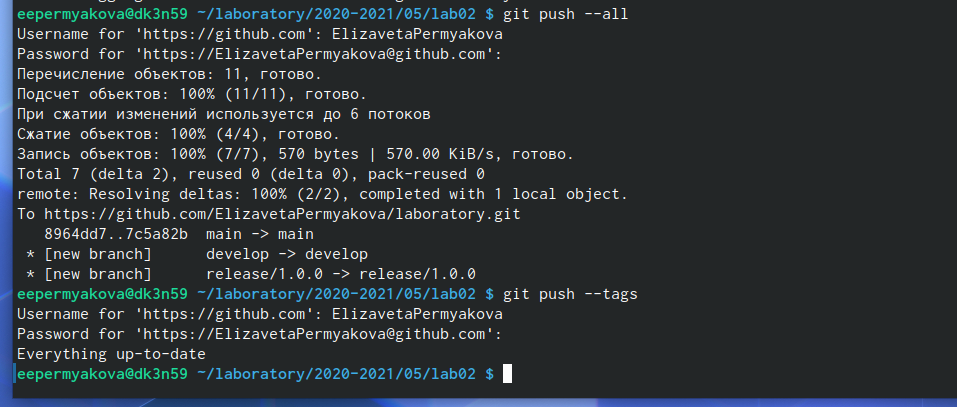 eepermyakova@dk3n59 ~/laboratory/2020-2021/05/lab02 $ git push --all
Username for 'https://github.com': ElizavetaPermyakova
Password for 'https://ElizavetaPermyakova@github.com':
Перечисление объектов: 11, готово.
Подсчет объектов: 100% (11/11), готово.
При сжатии изменений используется до 6 потоков
Сжатие объектов: 100% (4/4), готово.
Запись объектов: 100% (7/7), 570 bytes | 570.00 KiB/s, готово.
Total 7 (delta 2), reused 0 (delta 0), pack-reused 0
remote: Resolving deltas: 100% (2/2), completed with 1 local object.
To https://github.com/ElizavetaPermyakova/laboratory.git
   8964dd7..7c5a82b  main -> main
 * [new branch]      develop -> develop
 * [new branch]      release/1.0.0 -> release/1.0.0
eepermyakova@dk3n59 ~/laboratory/2020-2021/05/lab02 $ git push --tags
Username for 'https://github.com': ElizavetaPermyakova
Password for 'https://ElizavetaPermyakova@github.com':
Everything up-to-date
eepermyakova@dk3n59 ~/laboratory/2020-2021/05/lab02 $